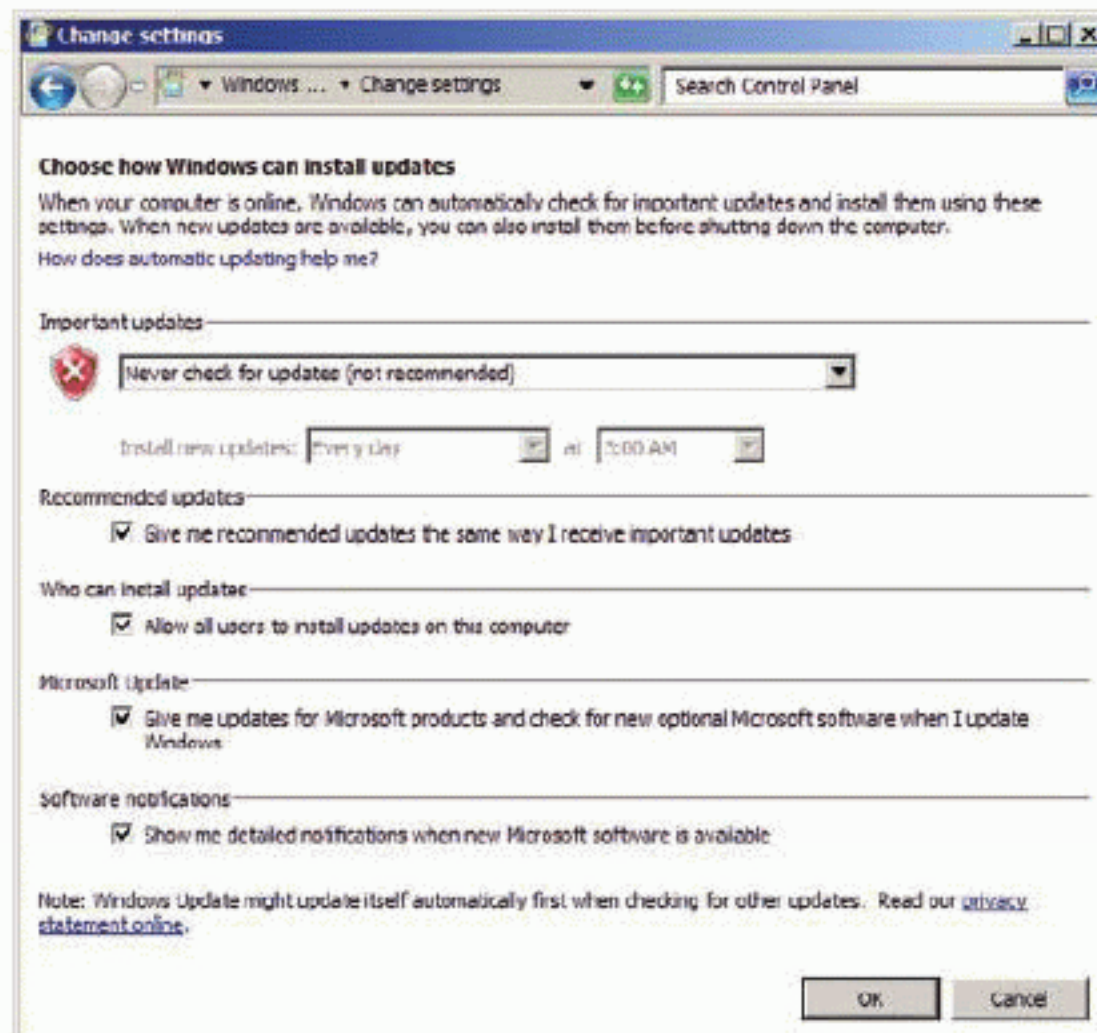 Change settings
Windows ... Change settings
Search Control Panel
Choose how Windows can install updates
When your computer is online, Windows can automatically check for important updates and install them using these
settings. When new updates are available, you can also install them before shutting down the computer.
How does automatic updating help me?
Important updates
Never check for updates (not recommended)
Install new updates: Every day at 3:00 AM
Recommended updates
Give me recommended updates the same way I receive important updates
Who can install updates
Allow all users to install updates on this computer
Microsoft Update
Give me updates for Microsoft products and check for new optional Microsoft software when I update
Windows
Software notifications
Show me detailed notifications when new Microsoft software is available
Note: Windows Update might update itself automatically first when checking for other updates. Read our privacy
statement online.
OK Cancel